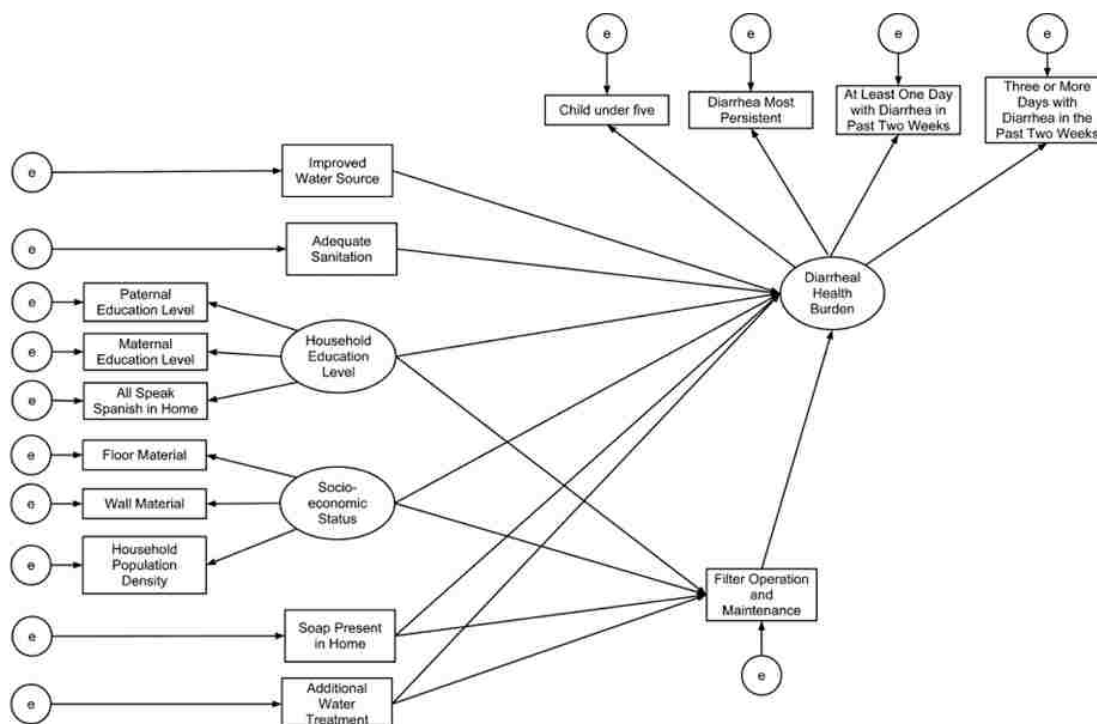 e
e
e
e
Child under five
Diarrhea Most
Persistent
At Least One Day
with Diarrhea in
Past Two Weeks
Three or More
Days with
Diarrhea in the
Past Two Weeks
e
Improved
Water Source
e
Adequate
Sanitation
Diarrheal
Health
Burden
e
Paternal
Education Level
e
Maternal
Education Level
Household
Education
Level
e
All Speak
Spanish in Home
e
Floor Material
e
Wall Material
Socio-
economic
Status
e
Household
Population
Density
Filter Operation
and
Maintenance
e
Soap Present
in Home
e
e
Additional
Water
Treatment